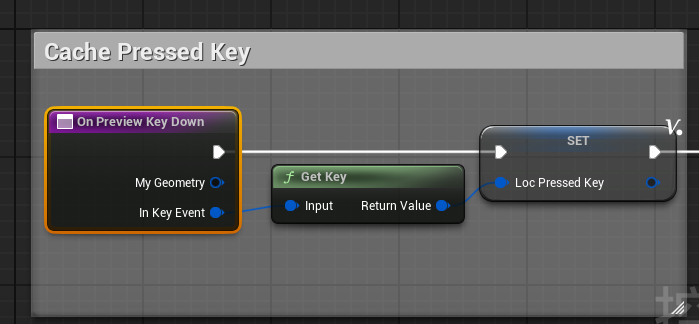 Cache Pressed Key
On Preview Key Down
My Geometry
In Key Event
f Get Key
Input Return Value
SET
Loc Pressed Key
v.